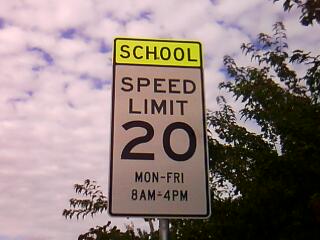 SCHOOL
SPEED
LIMIT
20
MON-FRI
8AM-4PM